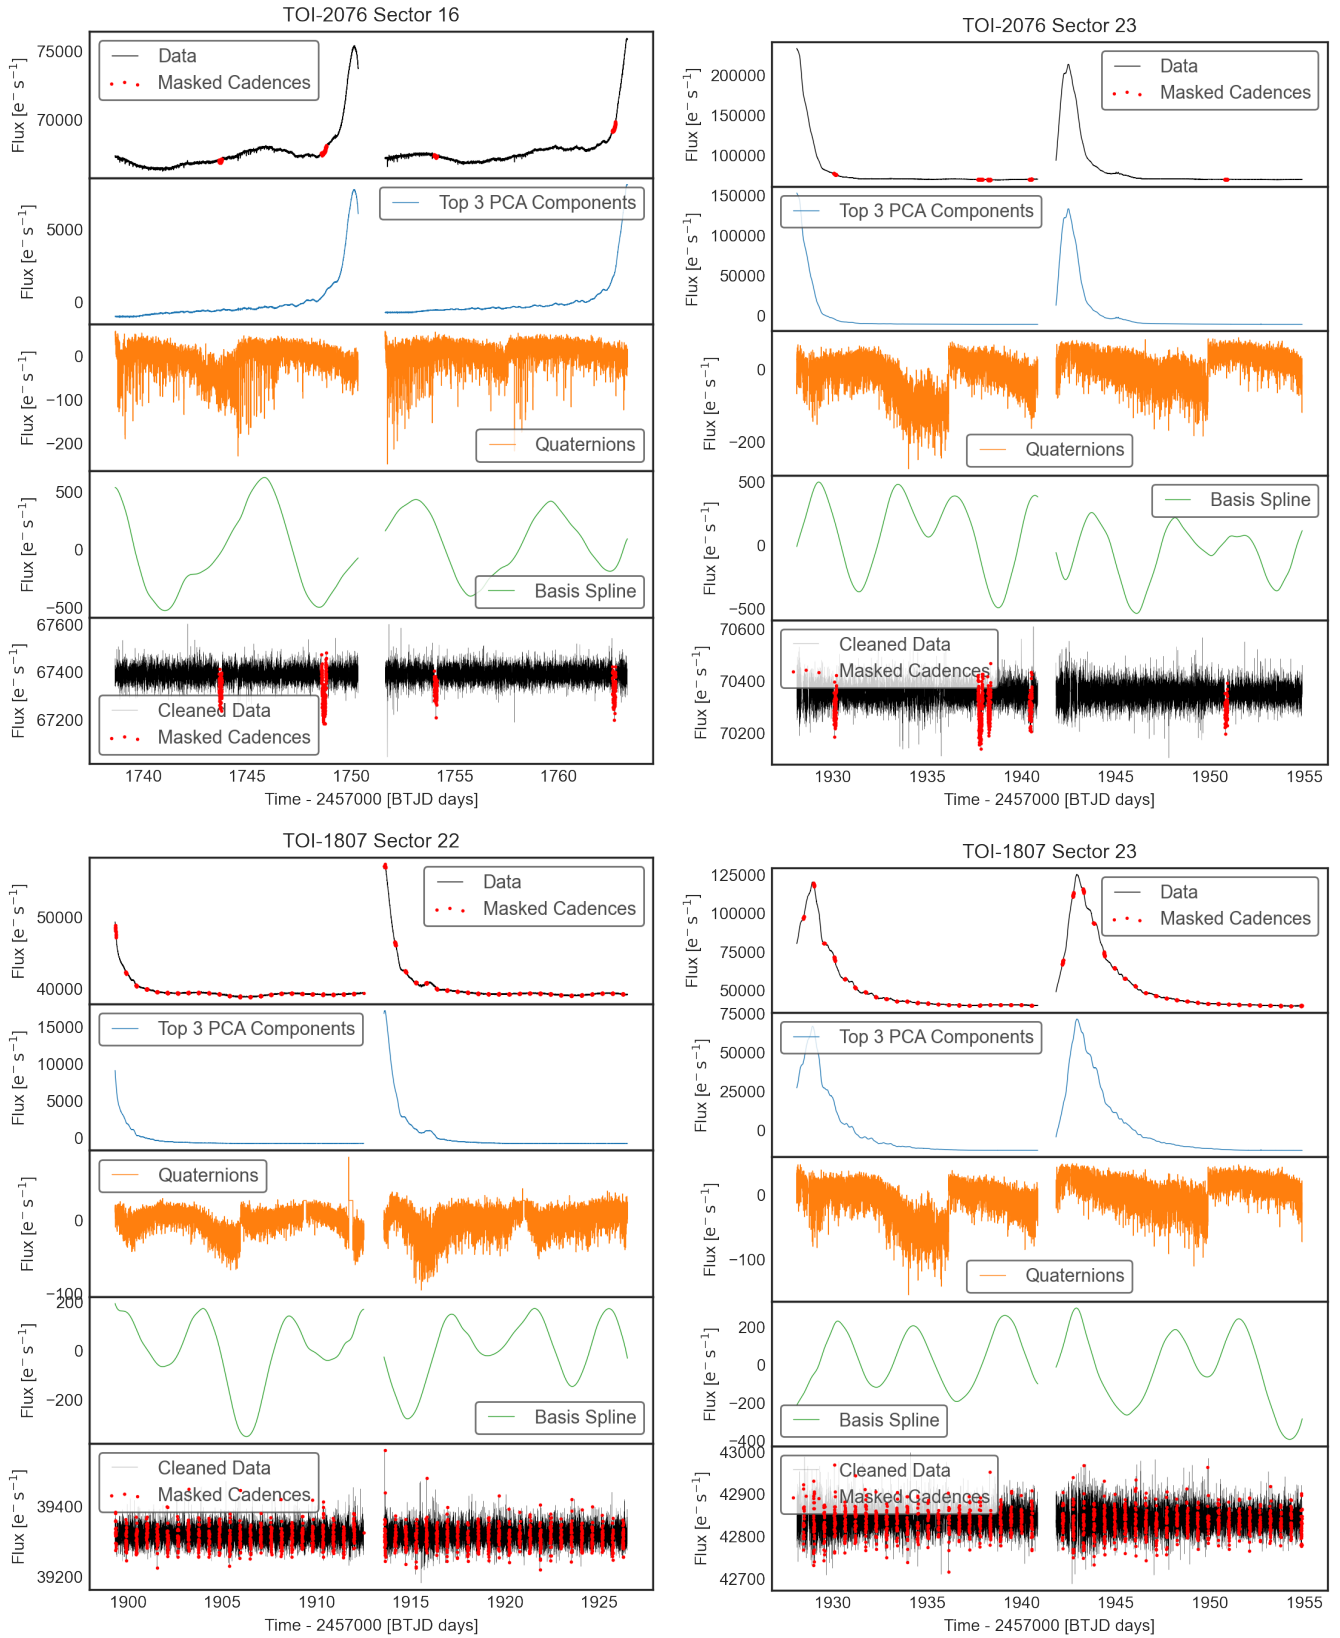 TOI-2076 Sector 16
Flux [e⁻ s⁻¹]
75000
70000
Data
Masked Cadences
Flux [e⁻ s⁻¹]
5000
0
Top 3 PCA Components
Flux [e⁻ s⁻¹]
0
−100
−200
Quaternions
Flux [e⁻ s⁻¹]
500
0
−500
Basis Spline
Flux [e⁻ s⁻¹]
67600
67400
67200
Cleaned Data
Masked Cadences
1740 1745 1750 1755 1760
Time - 2457000 [BTJD days]
TOI-2076 Sector 23
Flux [e⁻ s⁻¹]
200000
150000
100000
Data
Masked Cadences
Flux [e⁻ s⁻¹]
150000
100000
50000
0
Top 3 PCA Components
Flux [e⁻ s⁻¹]
0
−200
Quaternions
Flux [e⁻ s⁻¹]
500
0
−500
Basis Spline
Flux [e⁻ s⁻¹]
70600
70400
70200
Cleaned Data
Masked Cadences
1930 1935 1940 1945 1950 1955
Time - 2457000 [BTJD days]
TOI-1807 Sector 22
Flux [e⁻ s⁻¹]
50000
40000
Data
Masked Cadences
Flux [e⁻ s⁻¹]
15000
10000
5000
0
Top 3 PCA Components
Flux [e⁻ s⁻¹]
0
−100
Quaternions
Flux [e⁻ s⁻¹]
200
0
−200
Basis Spline
Flux [e⁻ s⁻¹]
39400
39200
Cleaned Data
Masked Cadences
1900 1905 1910 1915 1920 1925
Time - 2457000 [BTJD days]
TOI-1807 Sector 23
Flux [e⁻ s⁻¹]
125000
100000
75000
50000
Data
Masked Cadences
Flux [e⁻ s⁻¹]
75000
50000
25000
0
Top 3 PCA Components
Flux [e⁻ s⁻¹]
0
−100
Quaternions
Flux [e⁻ s⁻¹]
200
0
−200
−400
Basis Spline
Flux [e⁻ s⁻¹]
43000
42900
42800
42700
Cleaned Data
Masked Cadences
1930 1935 1940 1945 1950 1955
Time - 2457000 [BTJD days]